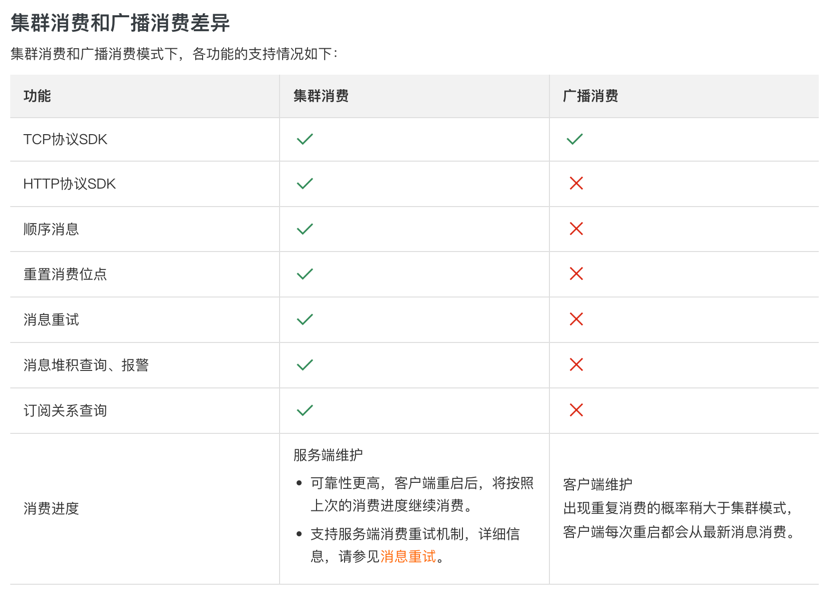 集群消费和广播消费差异
集群消费和广播消费模式下，各功能的支持情况如下：
功能 集群消费 广播消费
TCP协议SDK
HTTP协议SDK
顺序消息
重置消费位点
消息重试
消息堆积查询、报警
订阅关系查询
消费进度
服务端维护
可靠性更高，客户端重启后，将按照
上次的消费进度继续消费。
支持服务端消费重试机制，详细信
息，请参见消息重试。
客户端维护
出现重复消费的概率稍大于集群模式，
客户端每次重启都会从最新消息消费。